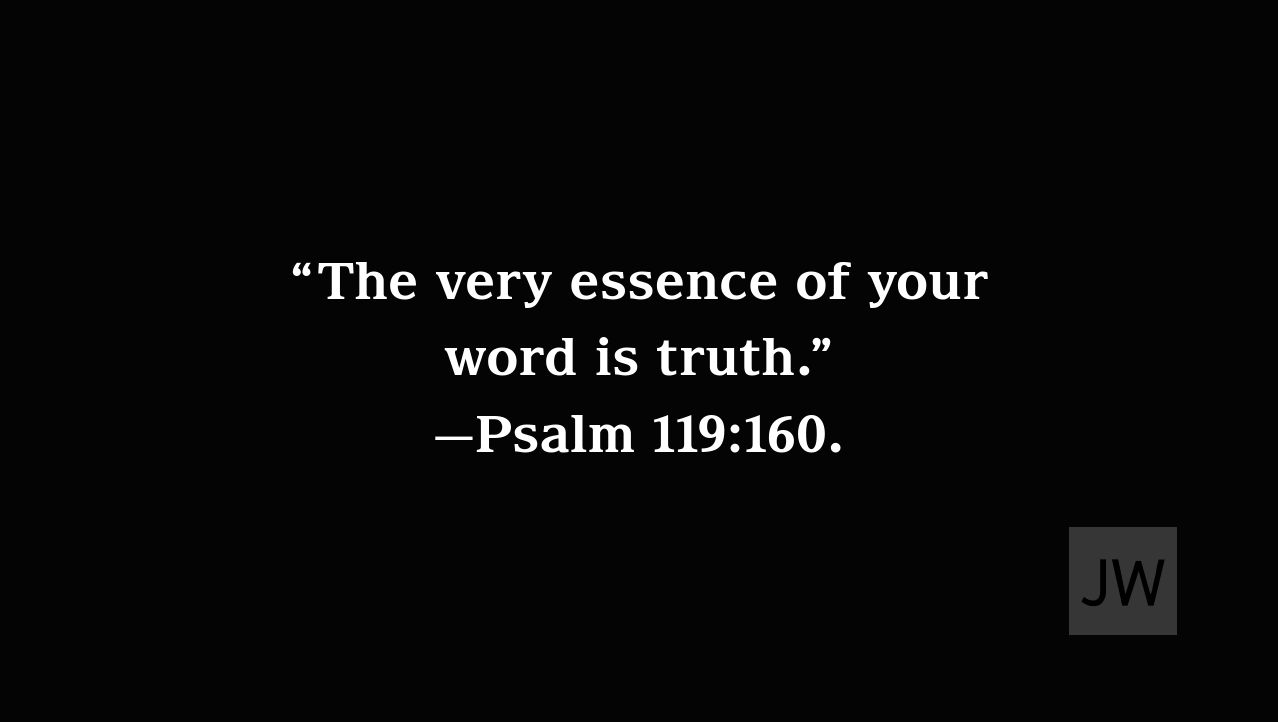 “The very essence of your
word is truth.”
—Psalm 119:160.
JW